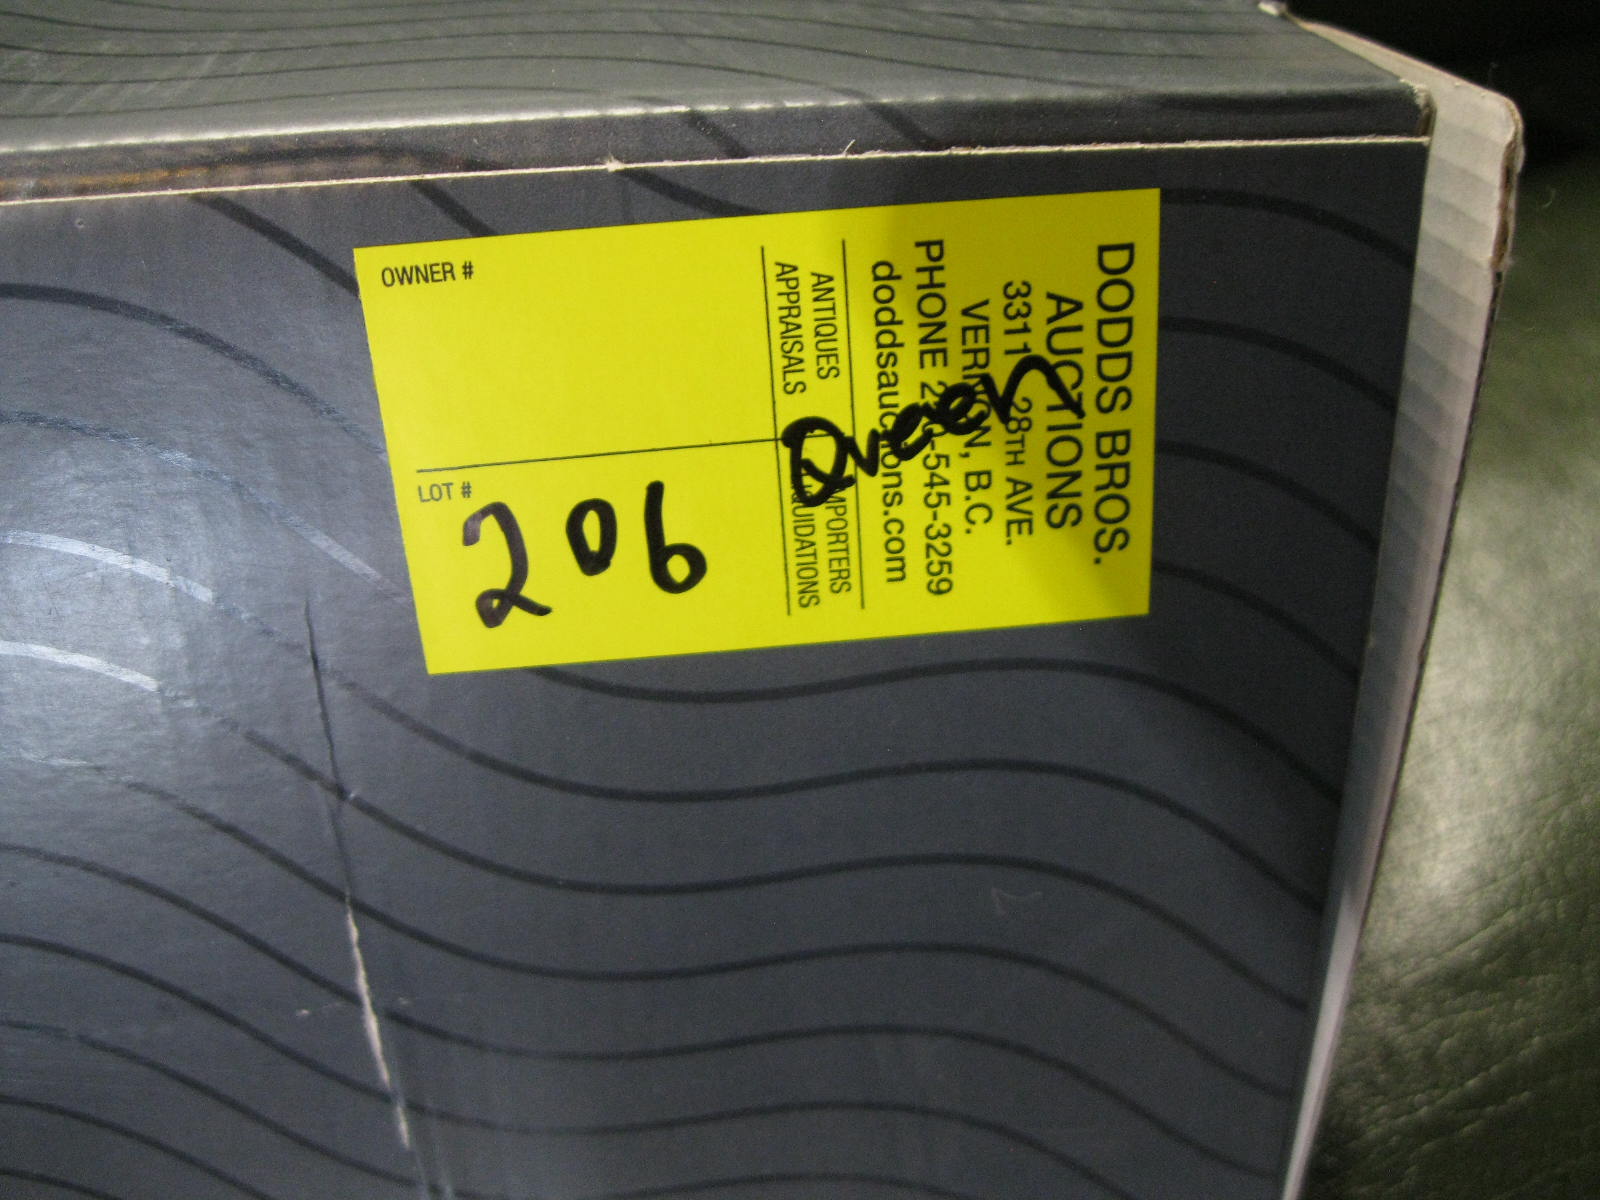 DODDS BROS.
AUCTIONS
3311 28TH AVE.
VERNON, B.C.
PHONE 250-545-3259
doddsauctions.com
ANTIQUES IMPORTERS
APPRAISALS LIQUIDATIONS
OWNER #
LOT #
206